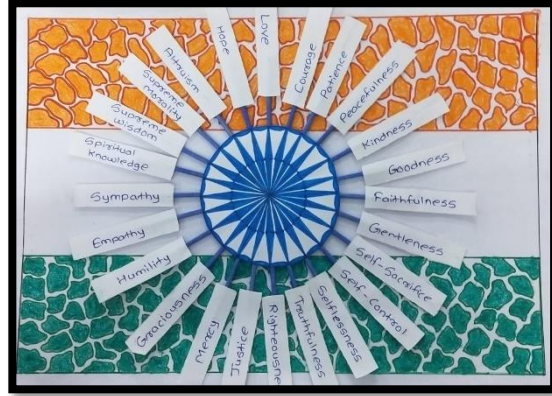 Love
Courage
Patience
Peacefulness
Kindness
Goodness
Faithfulness
Gentleness
Self-Sacrifice
Self-Control
Selflessness
Truthfulness
Righteousne
Justice
Mercy
Graciousness
Humility
Empathy
Sympathy
Spiritual
knowledge
Supreme
wisdom
Supreme
morality
Altruism
Hope